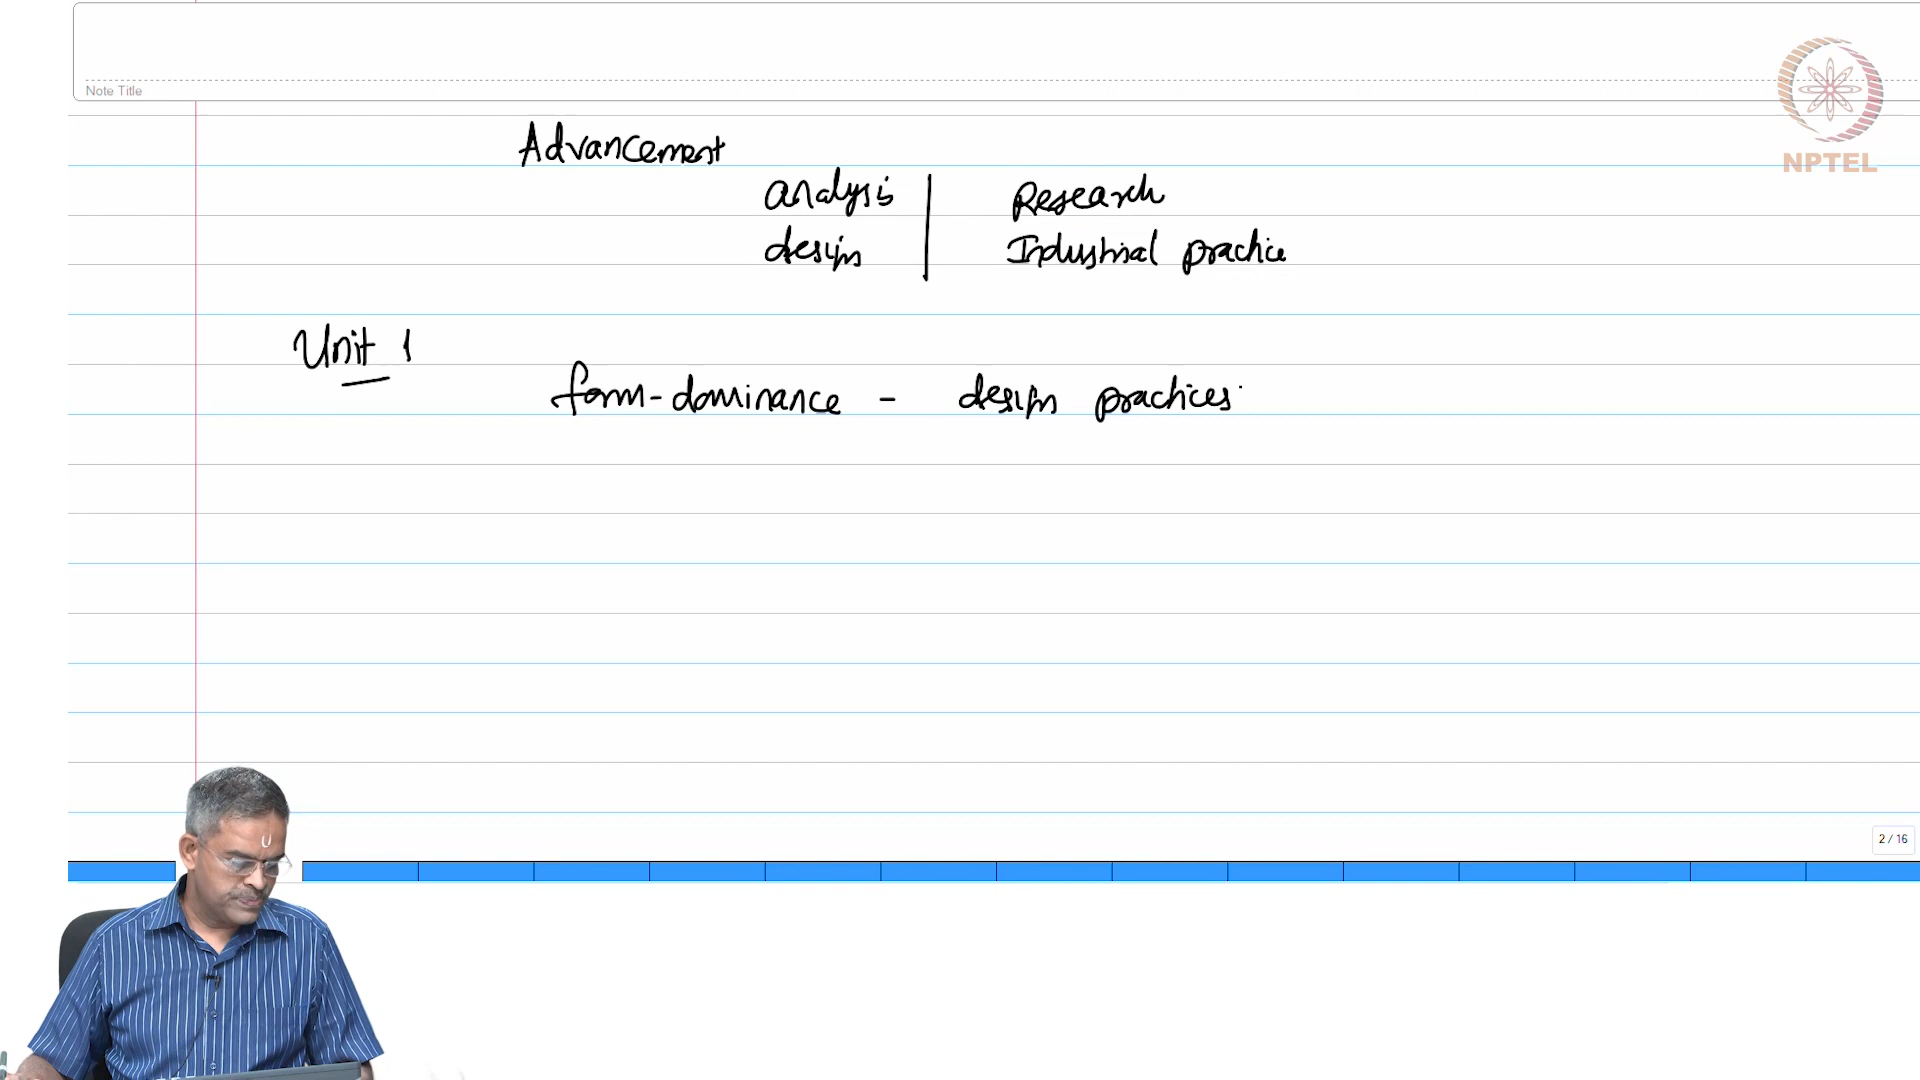 Note Title
NPTEL
Advancement
analysis | Research
design | Industrial practice
Unit 1
form-dominance - design practices
2 / 16